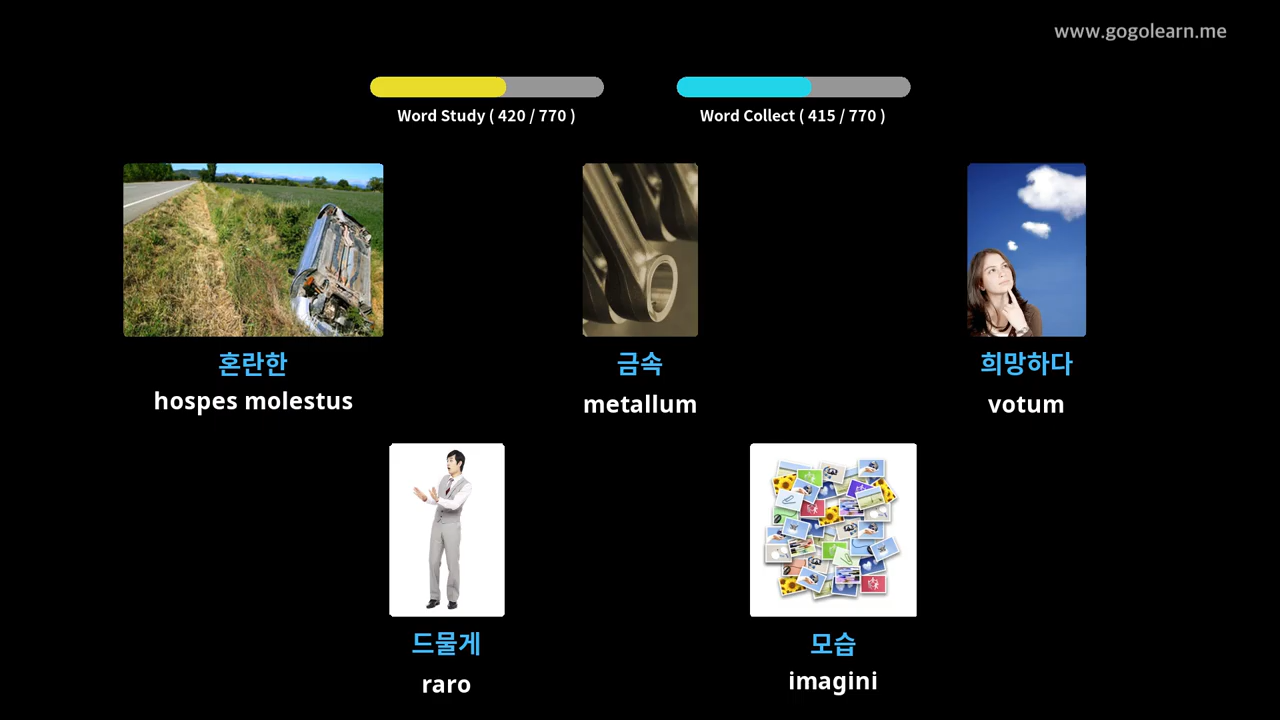 www.gogolearn.me
Word Study ( 420 / 770 )
Word Collect ( 415 / 770 )
혼란한
hospes molestus
금속
metallum
희망하다
votum
드물게
raro
모습
imagini